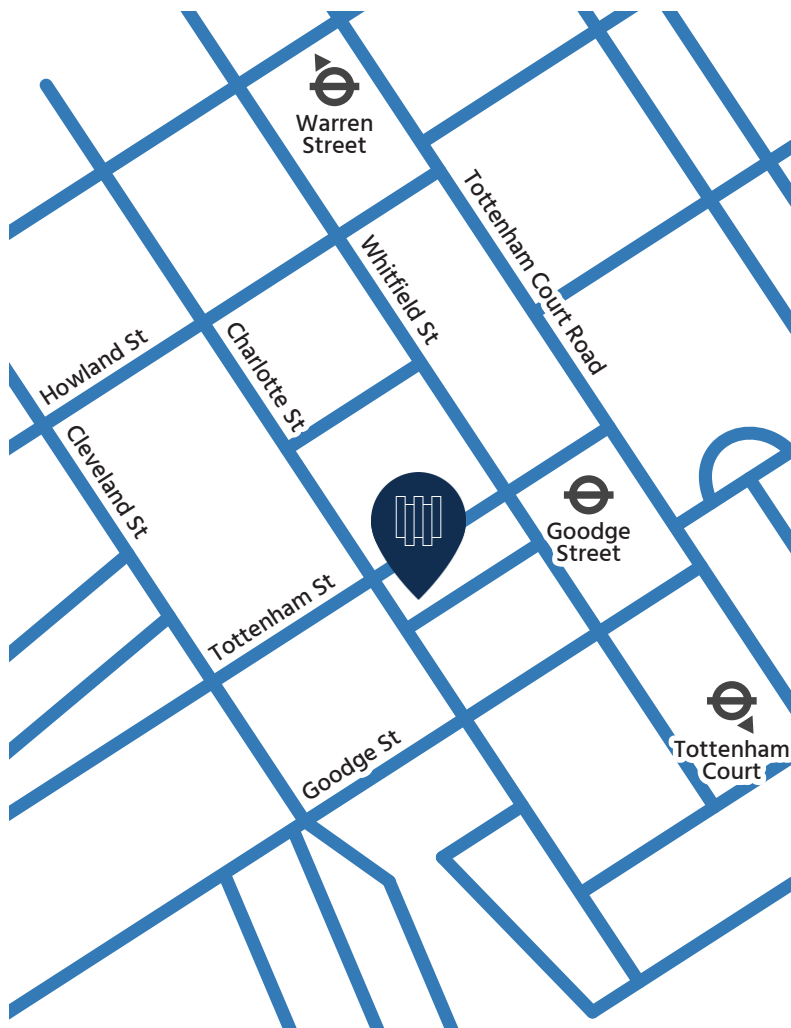 Warren
Street
Tottenham Court Road
Whitfield St
Charlotte St
Howland St
Cleveland St
Goodge
Street
Tottenham St
Tottenham
Court
Goodge St